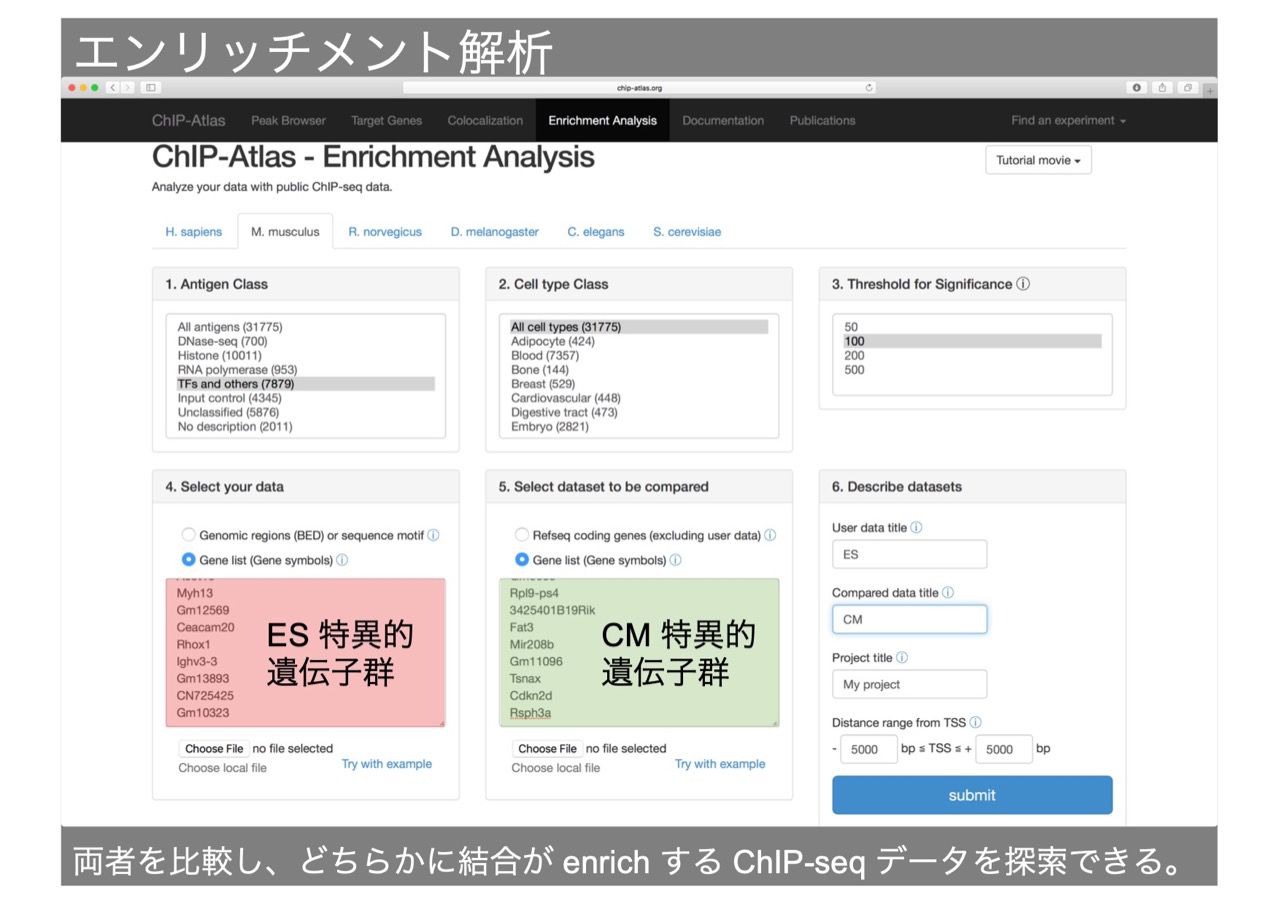 エンリッチメント解析
chip-atlas.org
ChIP-Atlas Peak Browser Target Genes Colocalization Enrichment Analysis Documentation Publications Find an experiment
ChIP-Atlas - Enrichment Analysis
Tutorial movie
Analyze your data with public ChIP-seq data.
H. sapiens M. musculus R. norvegicus D. melanogaster C. elegans S. cerevisiae
1. Antigen Class
All antigens (31775)
DNase-seq (700)
Histone (10011)
RNA polymerase (953)
TFs and others (7879)
Input control (4345)
Unclassified (5876)
No description (2011)
2. Cell type Class
All cell types (31775)
Adipocyte (424)
Blood (7357)
Bone (144)
Breast (529)
Cardiovascular (448)
Digestive tract (473)
Embryo (2821)
3. Threshold for Significance
50
100
200
500
4. Select your data
Genomic regions (BED) or sequence motif
Gene list (Gene symbols)
Myh13
Gm12569
Ceacam20
Rhox1
Ighv3-3
Gm13893
CN725425
Gm10323
ES 特異的
遺伝子群
Choose File no file selected
Choose local file
Try with example
5. Select dataset to be compared
Refseq coding genes (excluding user data)
Gene list (Gene symbols)
Rpl9-ps4
3425401B19Rik
Fat3
Mir208b
Gm11096
Tsnax
Cdkn2d
Rsph3a
CM 特異的
遺伝子群
Choose File no file selected
Choose local file
Try with example
6. Describe datasets
User data title
ES
Compared data title
CM
Project title
My project
Distance range from TSS
- 5000 bp ≤ TSS ≤ + 5000 bp
submit
両者を比較し、どちらかに結合が enrich する ChIP-seq データを探索できる。